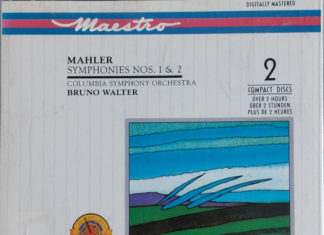 DIGITALLY MASTERED
Maestro
MAHLER
SYMPHONIES NOS. 1 & 2
COLUMBIA SYMPHONY ORCHESTRA
BRUNO WALTER
2
COMPACT DISCS
OVER 2 HOURS
ÜBER 2 STUNDEN
PLUS DE 2 HEURES